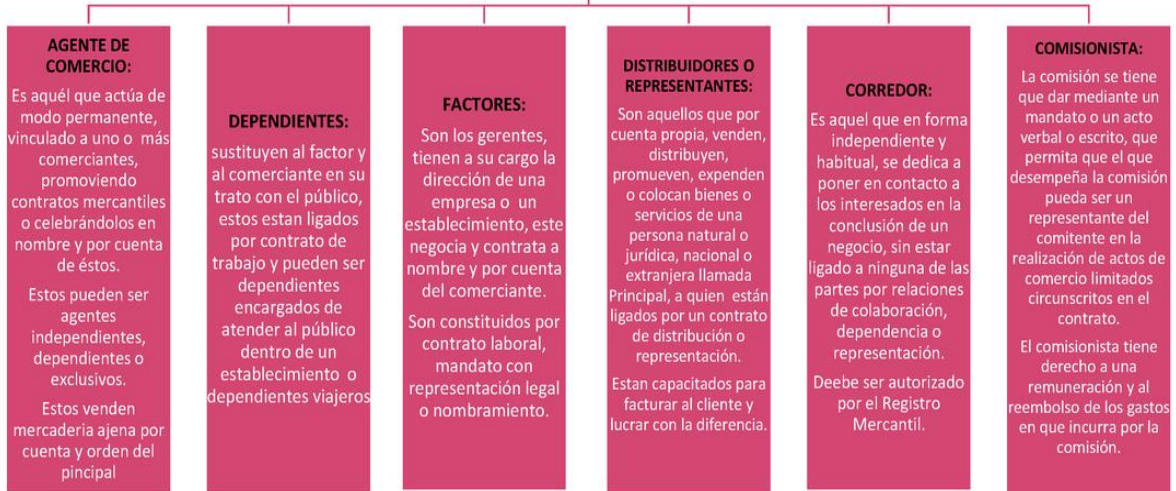 AGENTE DE
COMERCIO:
Es aquél que actúa de
modo permanente,
vinculado a uno o más
comerciantes,
promoviendo
contratos mercantiles
o celebrándolos en
nombre y por cuenta
de éstos.
Estos pueden ser
agentes
independientes,
dependientes o
exclusivos.
Estos venden
mercaderia ajena por
cuenta y orden del
pincipal
DEPENDIENTES:
sustituyen al factor y
al comerciante en su
trato con el público,
estos estan ligados
por contrato de
trabajo y pueden ser
dependientes
encargados de
atender al público
dentro de un
establecimiento o
dependientes viajeros
FACTORES:
Son los gerentes,
tienen a su cargo la
dirección de una
empresa o un
establecimiento, este
negocia y contrata a
nombre y por cuenta
del comerciante.
Son constituidos por
contrato laboral,
mandato con
representación legal
o nombramiento.
DISTRIBUIDORES O
REPRESENTANTES:
Son aquellos que por
cuenta propia, venden,
distribuyen,
promueven, expenden
o colocan bienes o
servicios de una
persona natural o
jurídica, nacional o
extranjera llamada
Principal, a quien están
ligados por un contrato
de distribución o
representación.
Estan capacitados para
facturar al cliente y
lucrar con la diferencia.
CORREDOR:
Es aquel que en forma
independiente y
habitual, se dedica a
poner en contacto a
los interesados en la
conclusión de un
negocio, sin estar
ligado a ninguna de las
partes por relaciones
de colaboración,
dependencia o
representación.
Deebe ser autorizado
por el Registro
Mercantil.
COMISIONISTA:
La comisión se tiene
que dar mediante un
mandato o un acto
verbal o escrito, que
permita que el que
desempeña la comisión
pueda ser un
representante del
comitente en la
realización de actos de
comercio limitados
circunscritos en el
contrato.
El comisionista tiene
derecho a una
remuneración y al
reembolso de los gastos
en que incurra por la
comisión.